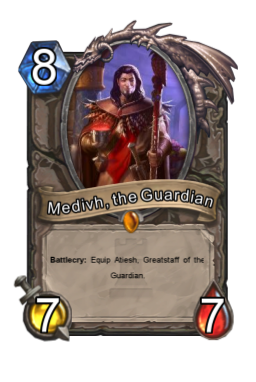 8
Medivh, the Guardian
Battlecry: Equip Atiesh, Greatstaff of the
Guardian.
7 7